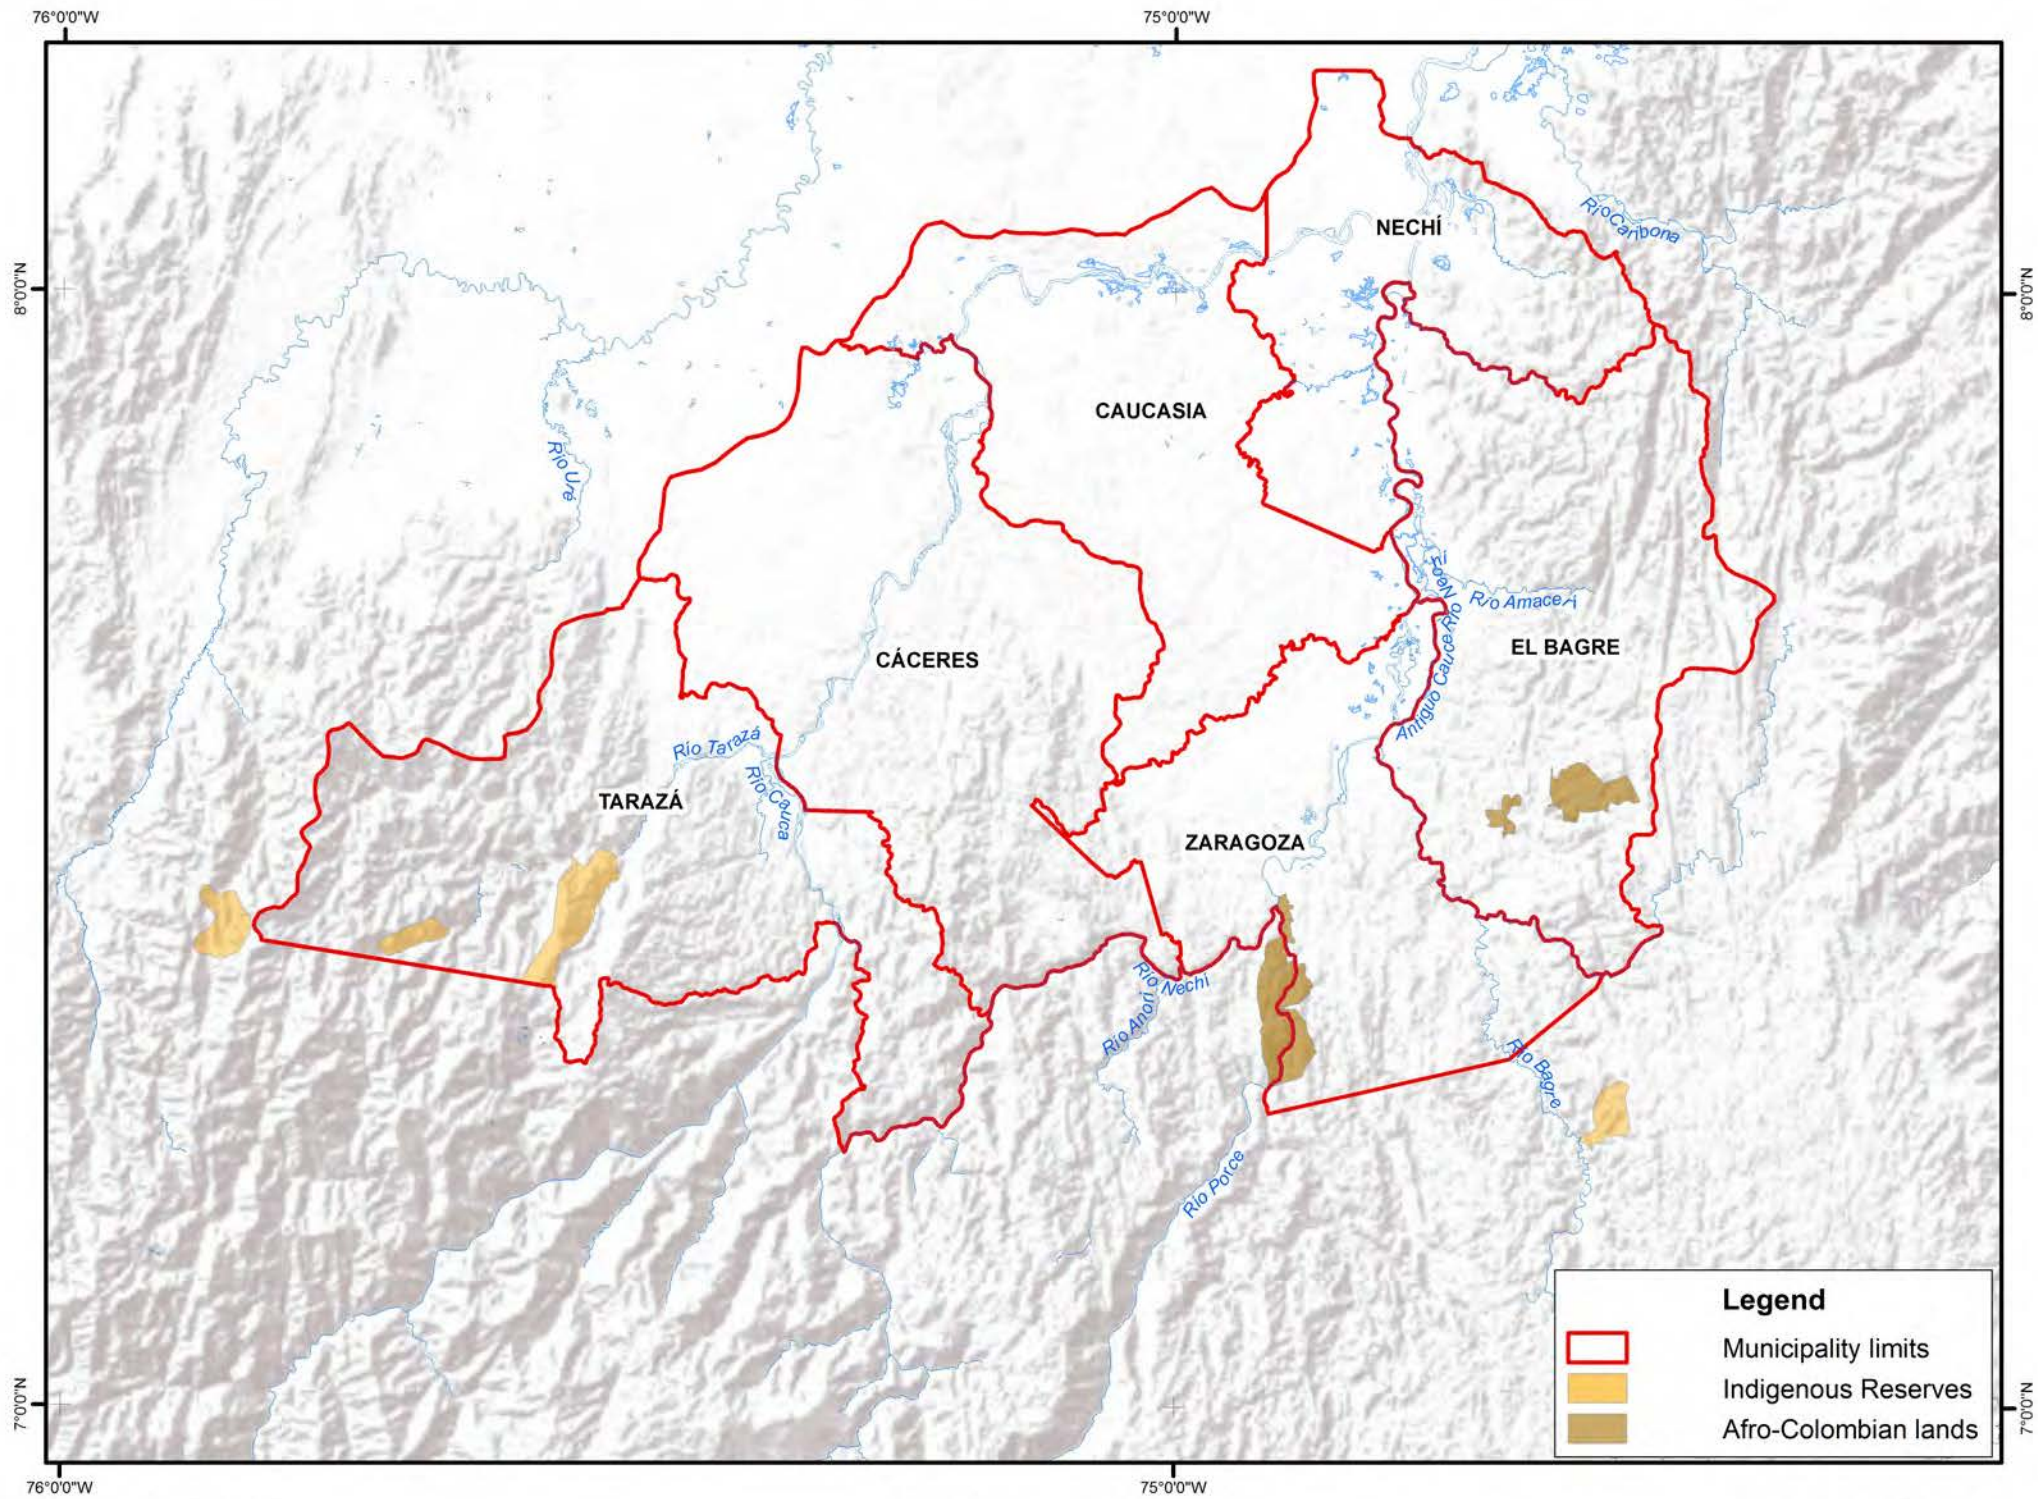 76°0'0"W
75°0'0"W
8°0'0"N
8°0'0"N
Río Caribona
NECHÍ
CAUCASIA
Río Uré
Río Nechí
Río Amacerí
Antiguo Cauce Río
EL BAGRE
CÁCERES
Río Tarazá
Río Cauca
TARAZÁ
ZARAGOZA
Río Nechí
Río Anorí
Río Bagre
Río Porce
Legend
Municipality limits
Indigenous Reserves
Afro-Colombian lands
7°0'0"N
7°0'0"N
76°0'0"W
75°0'0"W